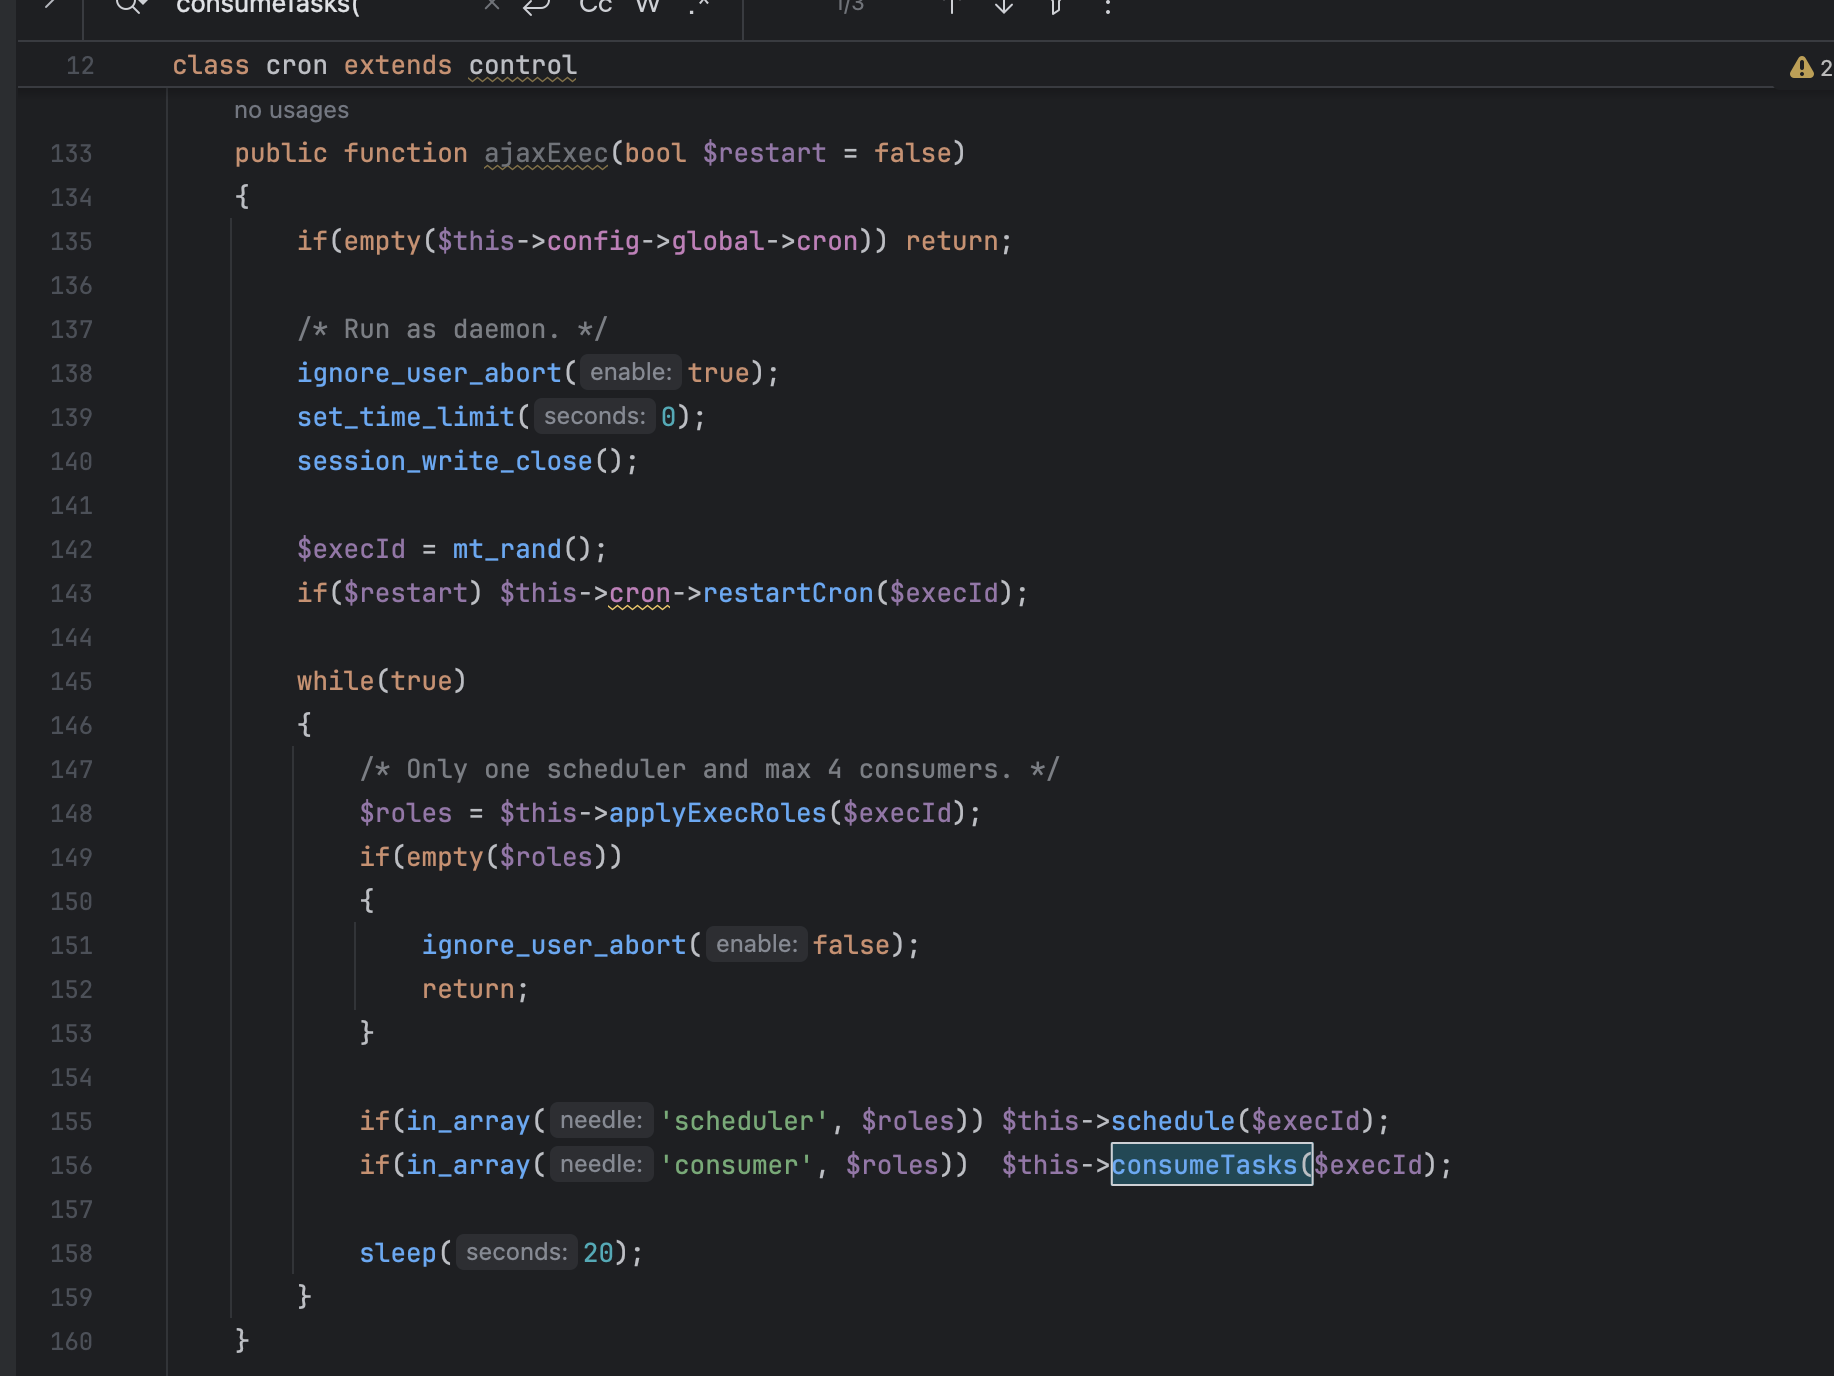 consumeTasks(
Cc W .* 1/3
12 class cron extends control 2
no usages
133 public function ajaxExec(bool $restart = false)
134 {
135 if(empty($this->config->global->cron)) return;
136
137 /* Run as daemon. */
138 ignore_user_abort( enable: true);
139 set_time_limit( seconds: 0);
140 session_write_close();
141
142 $execId = mt_rand();
143 if($restart) $this->cron->restartCron($execId);
144
145 while(true)
146 {
147 /* Only one scheduler and max 4 consumers. */
148 $roles = $this->applyExecRoles($execId);
149 if(empty($roles))
150 {
151 ignore_user_abort( enable: false);
152 return;
153 }
154
155 if(in_array( needle: 'scheduler', $roles)) $this->schedule($execId);
156 if(in_array( needle: 'consumer', $roles)) $this->consumeTasks($execId);
157
158 sleep( seconds: 20);
159 }
160 }